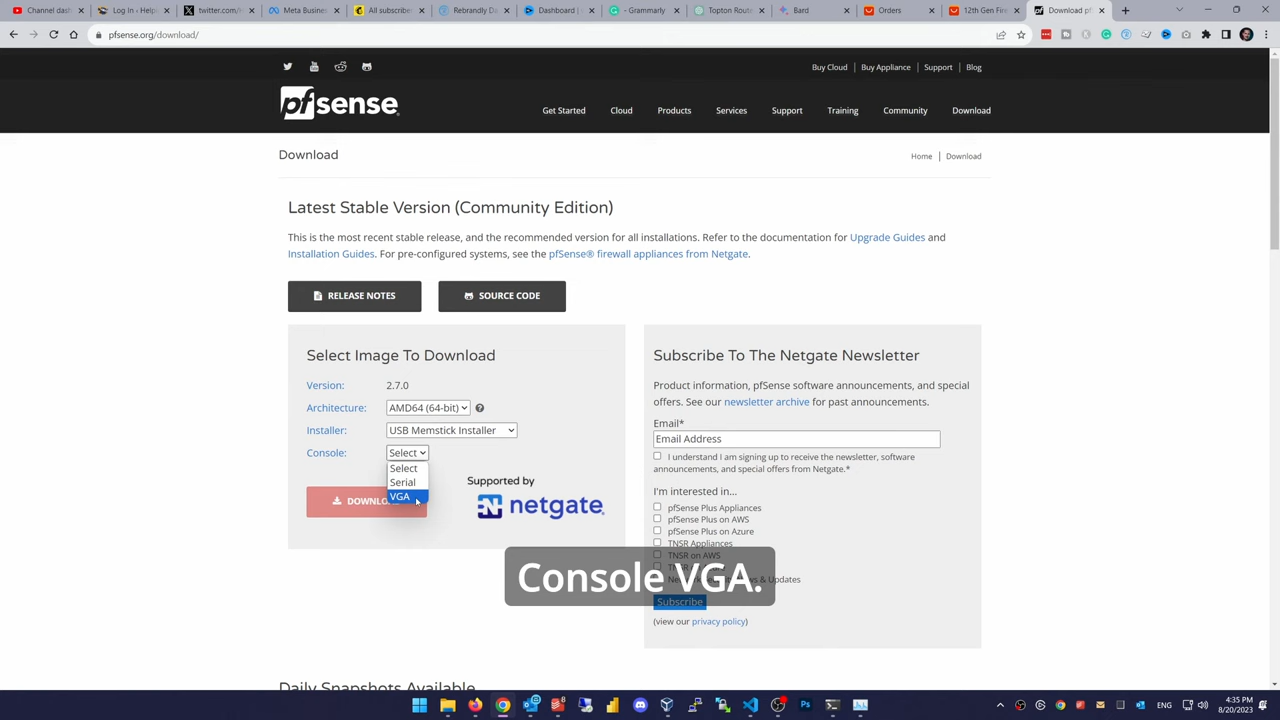 Channel dast
Log In ‹ Helpi
twitter.com/H
Meta Business
All subscribe
Rebrandly Da
Dashboard |
- Grammarly
Topton Route
Bard
Orders
12th Gen Fire
Download pf
pfsense.org/download/
Buy Cloud
Buy Appliance
Support
Blog
pfsense
Get Started
Cloud
Products
Services
Support
Training
Community
Download
Download
Home
Download
Latest Stable Version (Community Edition)
This is the most recent stable release, and the recommended version for all installations. Refer to the documentation for Upgrade Guides and
Installation Guides. For pre-configured systems, see the pfSense® firewall appliances from Netgate.
RELEASE NOTES
SOURCE CODE
Select Image To Download
Version: 2.7.0
Architecture: AMD64 (64-bit)
Installer: USB Memstick Installer
Console: Select
Select
Serial
VGA
DOWNLO
Supported by
netgate
Subscribe To The Netgate Newsletter
Product information, pfSense software announcements, and special
offers. See our newsletter archive for past announcements.
Email*
Email Address
I understand I am signing up to receive the newsletter, software
announcements, and special offers from Netgate.*
I'm interested in...
pfSense Plus Appliances
pfSense Plus on AWS
pfSense Plus on Azure
TNSR Appliances
TNSR on AWS
Console VGA.
& Updates
Subscribe
(view our privacy policy)
Daily Snapshots Available
ENG
4:35 PM
8/20/2023